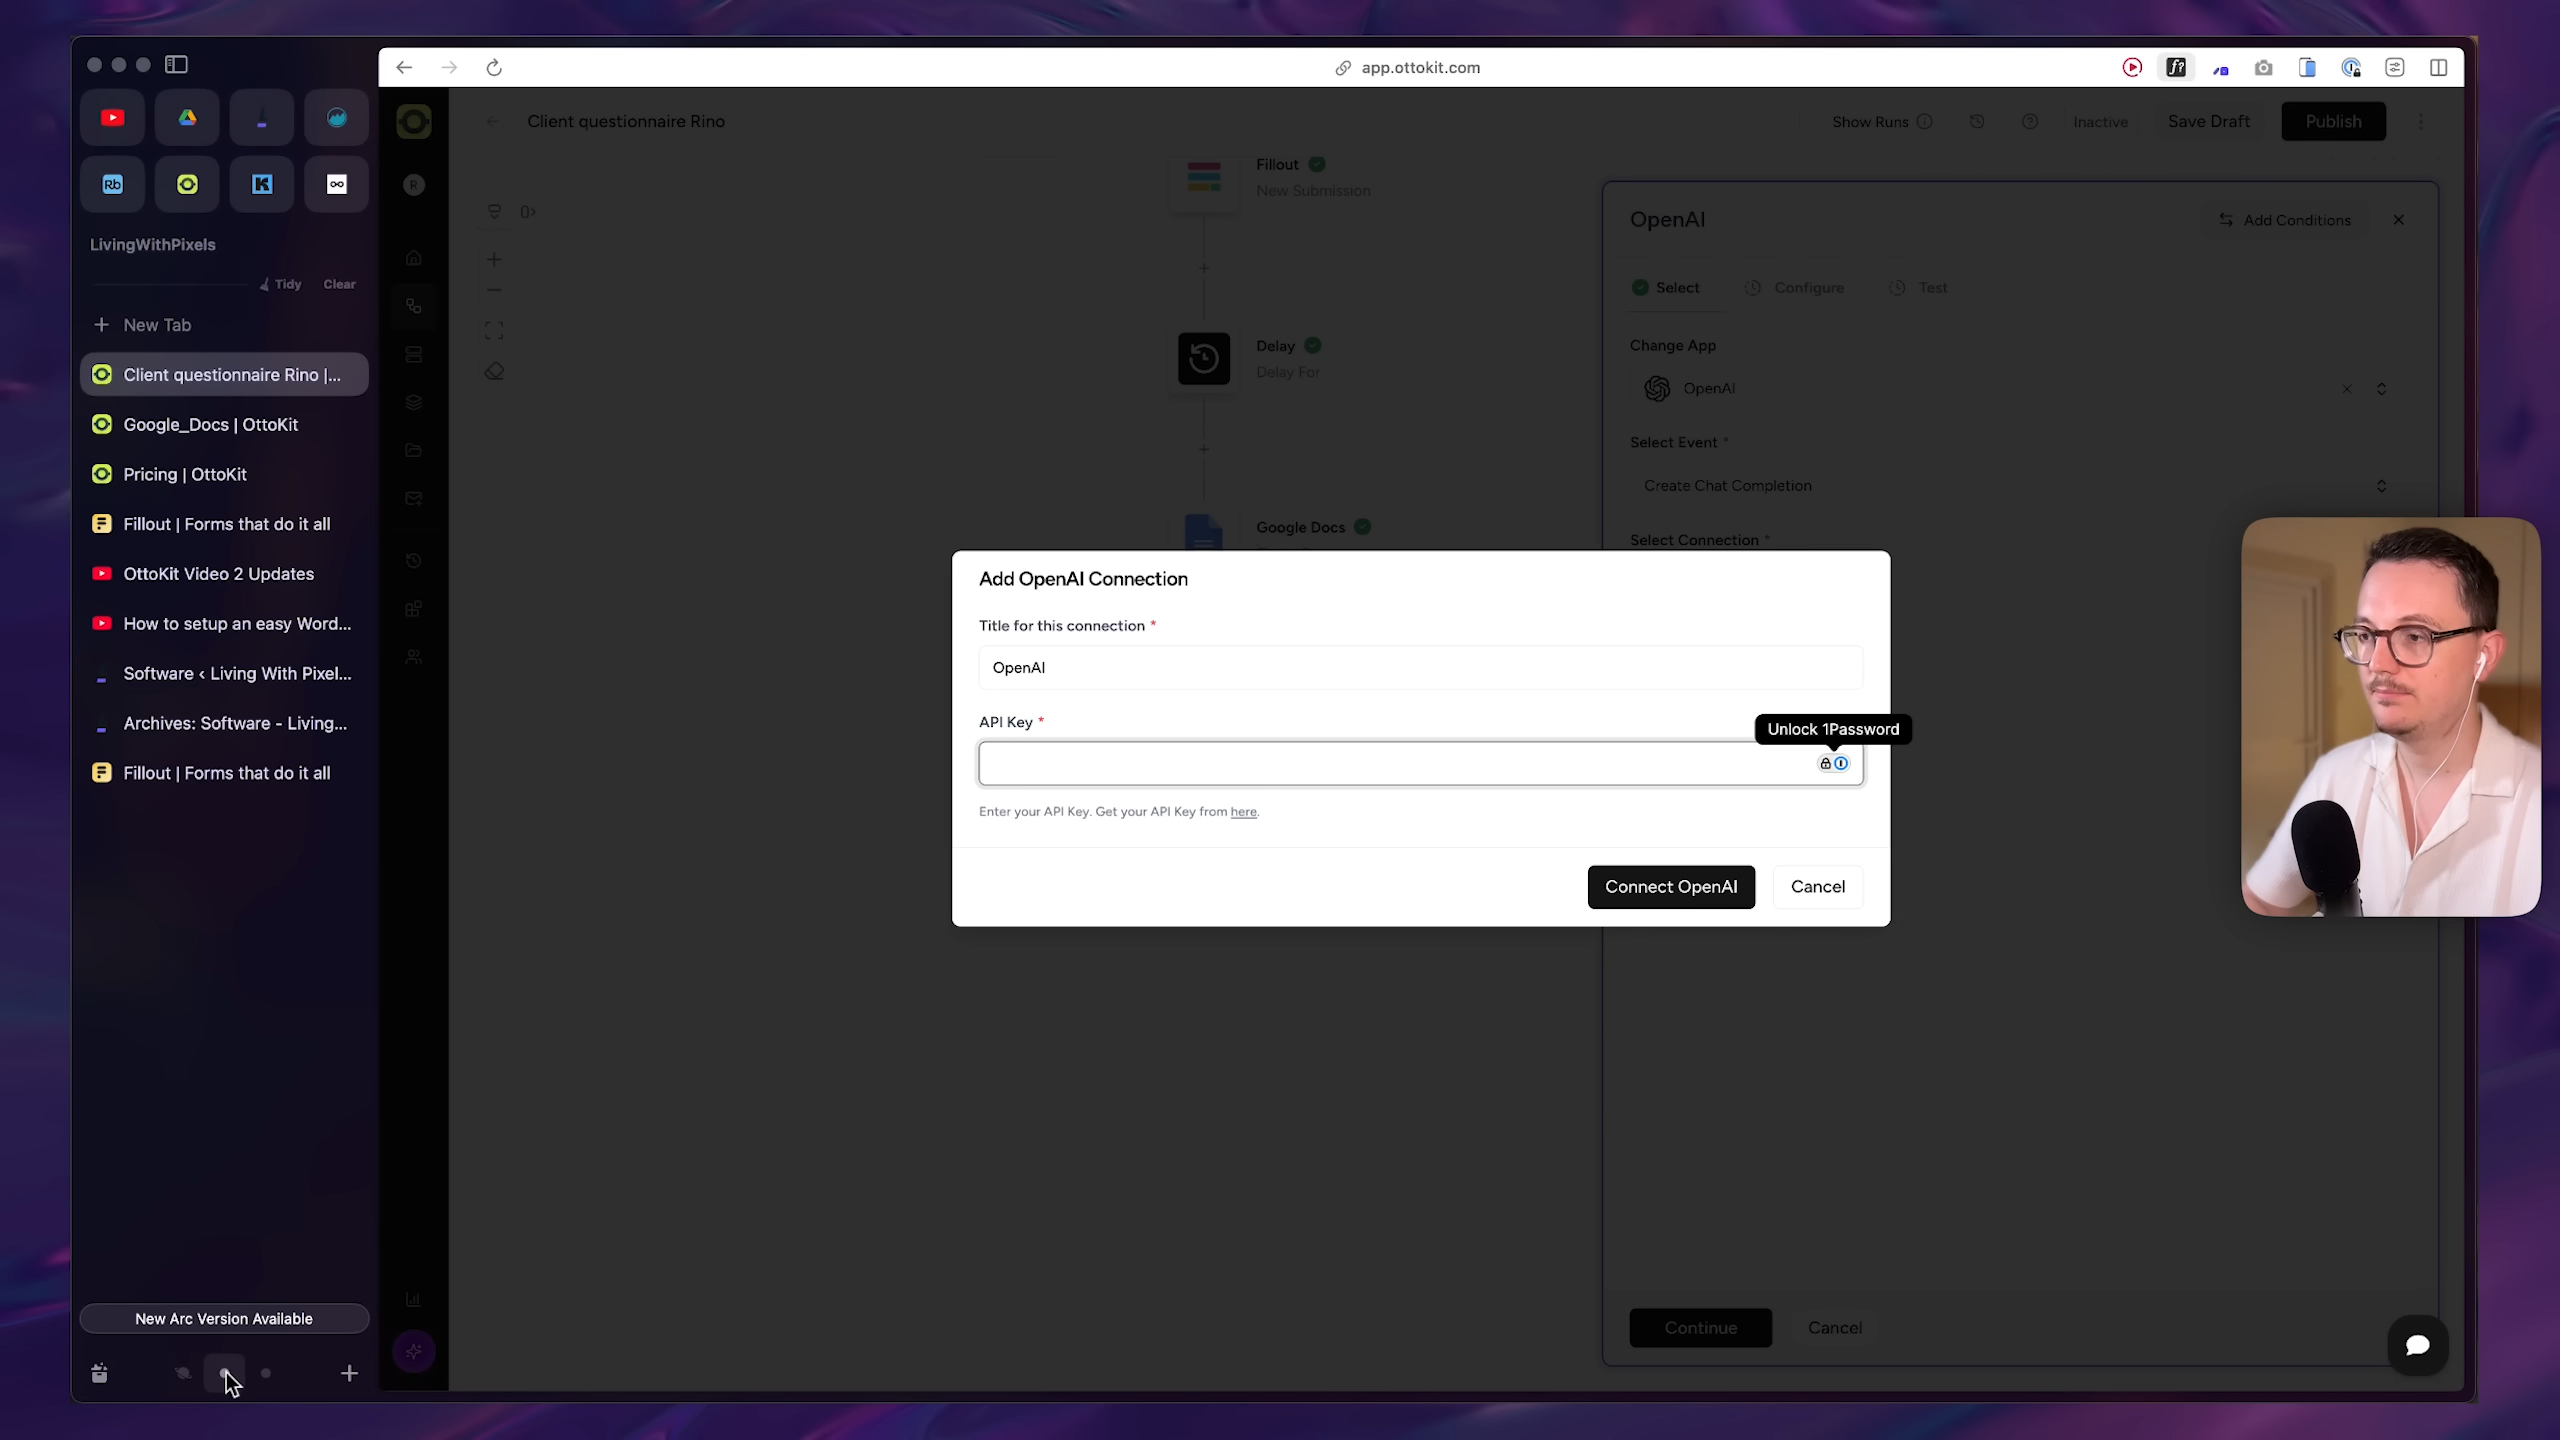 app.ottokit.com
Rb
LivingWithPixels
Tidy Clear
New Tab
Client questionnaire Rino |...
Google_Docs | OttoKit
Pricing | OttoKit
Fillout | Forms that do it all
OttoKit Video 2 Updates
How to setup an easy Word...
Software ‹ Living With Pixel...
Archives: Software - Living...
Fillout | Forms that do it all
New Arc Version Available
Client questionnaire Rino
Show Runs
Inactive
Save Draft
Publish
R
Fillout
New Submission
Delay
Delay For
Google Docs
OpenAI
Add Conditions
Select
Configure
Test
Change App
OpenAI
Select Event *
Create Chat Completion
Select Connection *
Add OpenAI Connection
Title for this connection *
OpenAI
API Key *
Unlock 1Password
Enter your API Key. Get your API Key from here.
Connect OpenAI
Cancel
Continue
Cancel